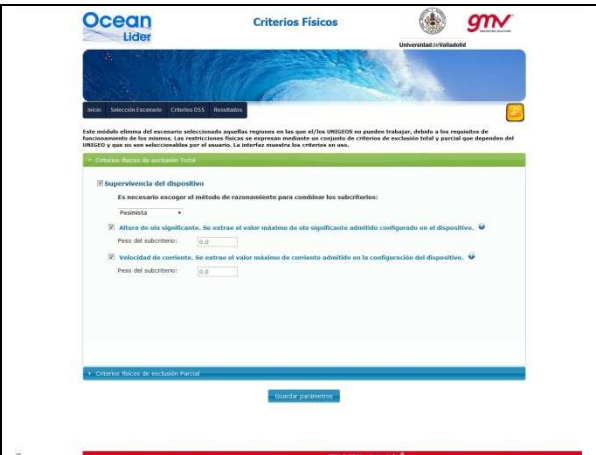 Ocean
Lider
Criterios Físicos
gmv
Universidad de Valladolid
Inicio Selección Escenario Criterios DSS Resultados
Este módulo elimina del escenario seleccionado aquellas regiones en las que el/los UNIGEOS no pueden trabajar, debido a los requisitos de
funcionamiento de los mismos. Las restricciones físicas se expresan mediante un conjunto de criterios de exclusión total y parcial que dependen del
UNIGEO y que no son seleccionables por el usuario. La interfaz muestra los criterios en uso.
Criterios físicos de exclusión Total
Supervivencia del dispositivo
Es necesario escoger el método de razonamiento para combinar los subcriterios:
Pesimista
Altura de ola significante. Se extrae el valor máximo de ola significante admitido configurado en el dispositivo.
Peso del subcriterio: 0.0
Velocidad de corriente. Se extrae el valor máximo de corriente admitido en la configuración del dispositivo.
Peso del subcriterio: 0.0
Criterios físicos de exclusión Parcial
Guardar parámetros